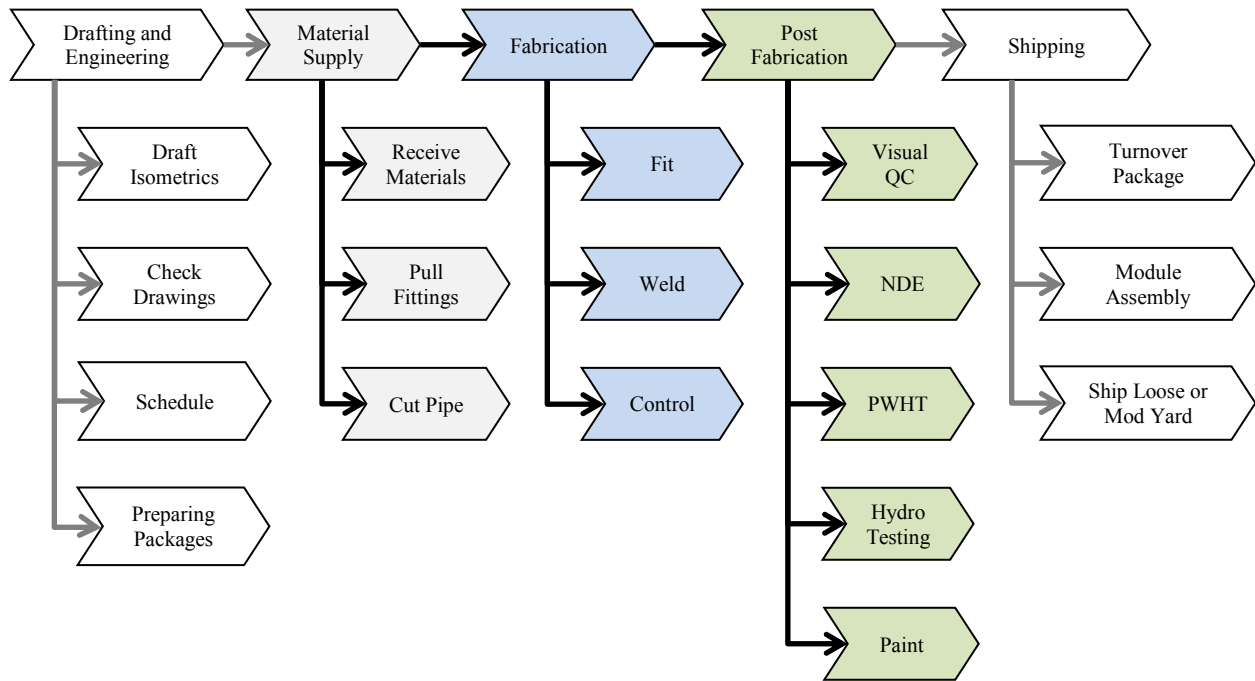 Drafting and
Engineering
Material
Supply
Fabrication
Post
Fabrication
Shipping
Draft
Isometrics
Receive
Materials
Fit
Visual
QC
Turnover
Package
Check
Drawings
Pull
Fittings
Weld
NDE
Module
Assembly
Schedule
Cut Pipe
Control
PWHT
Ship Loose or
Mod Yard
Preparing
Packages
Hydro
Testing
Paint